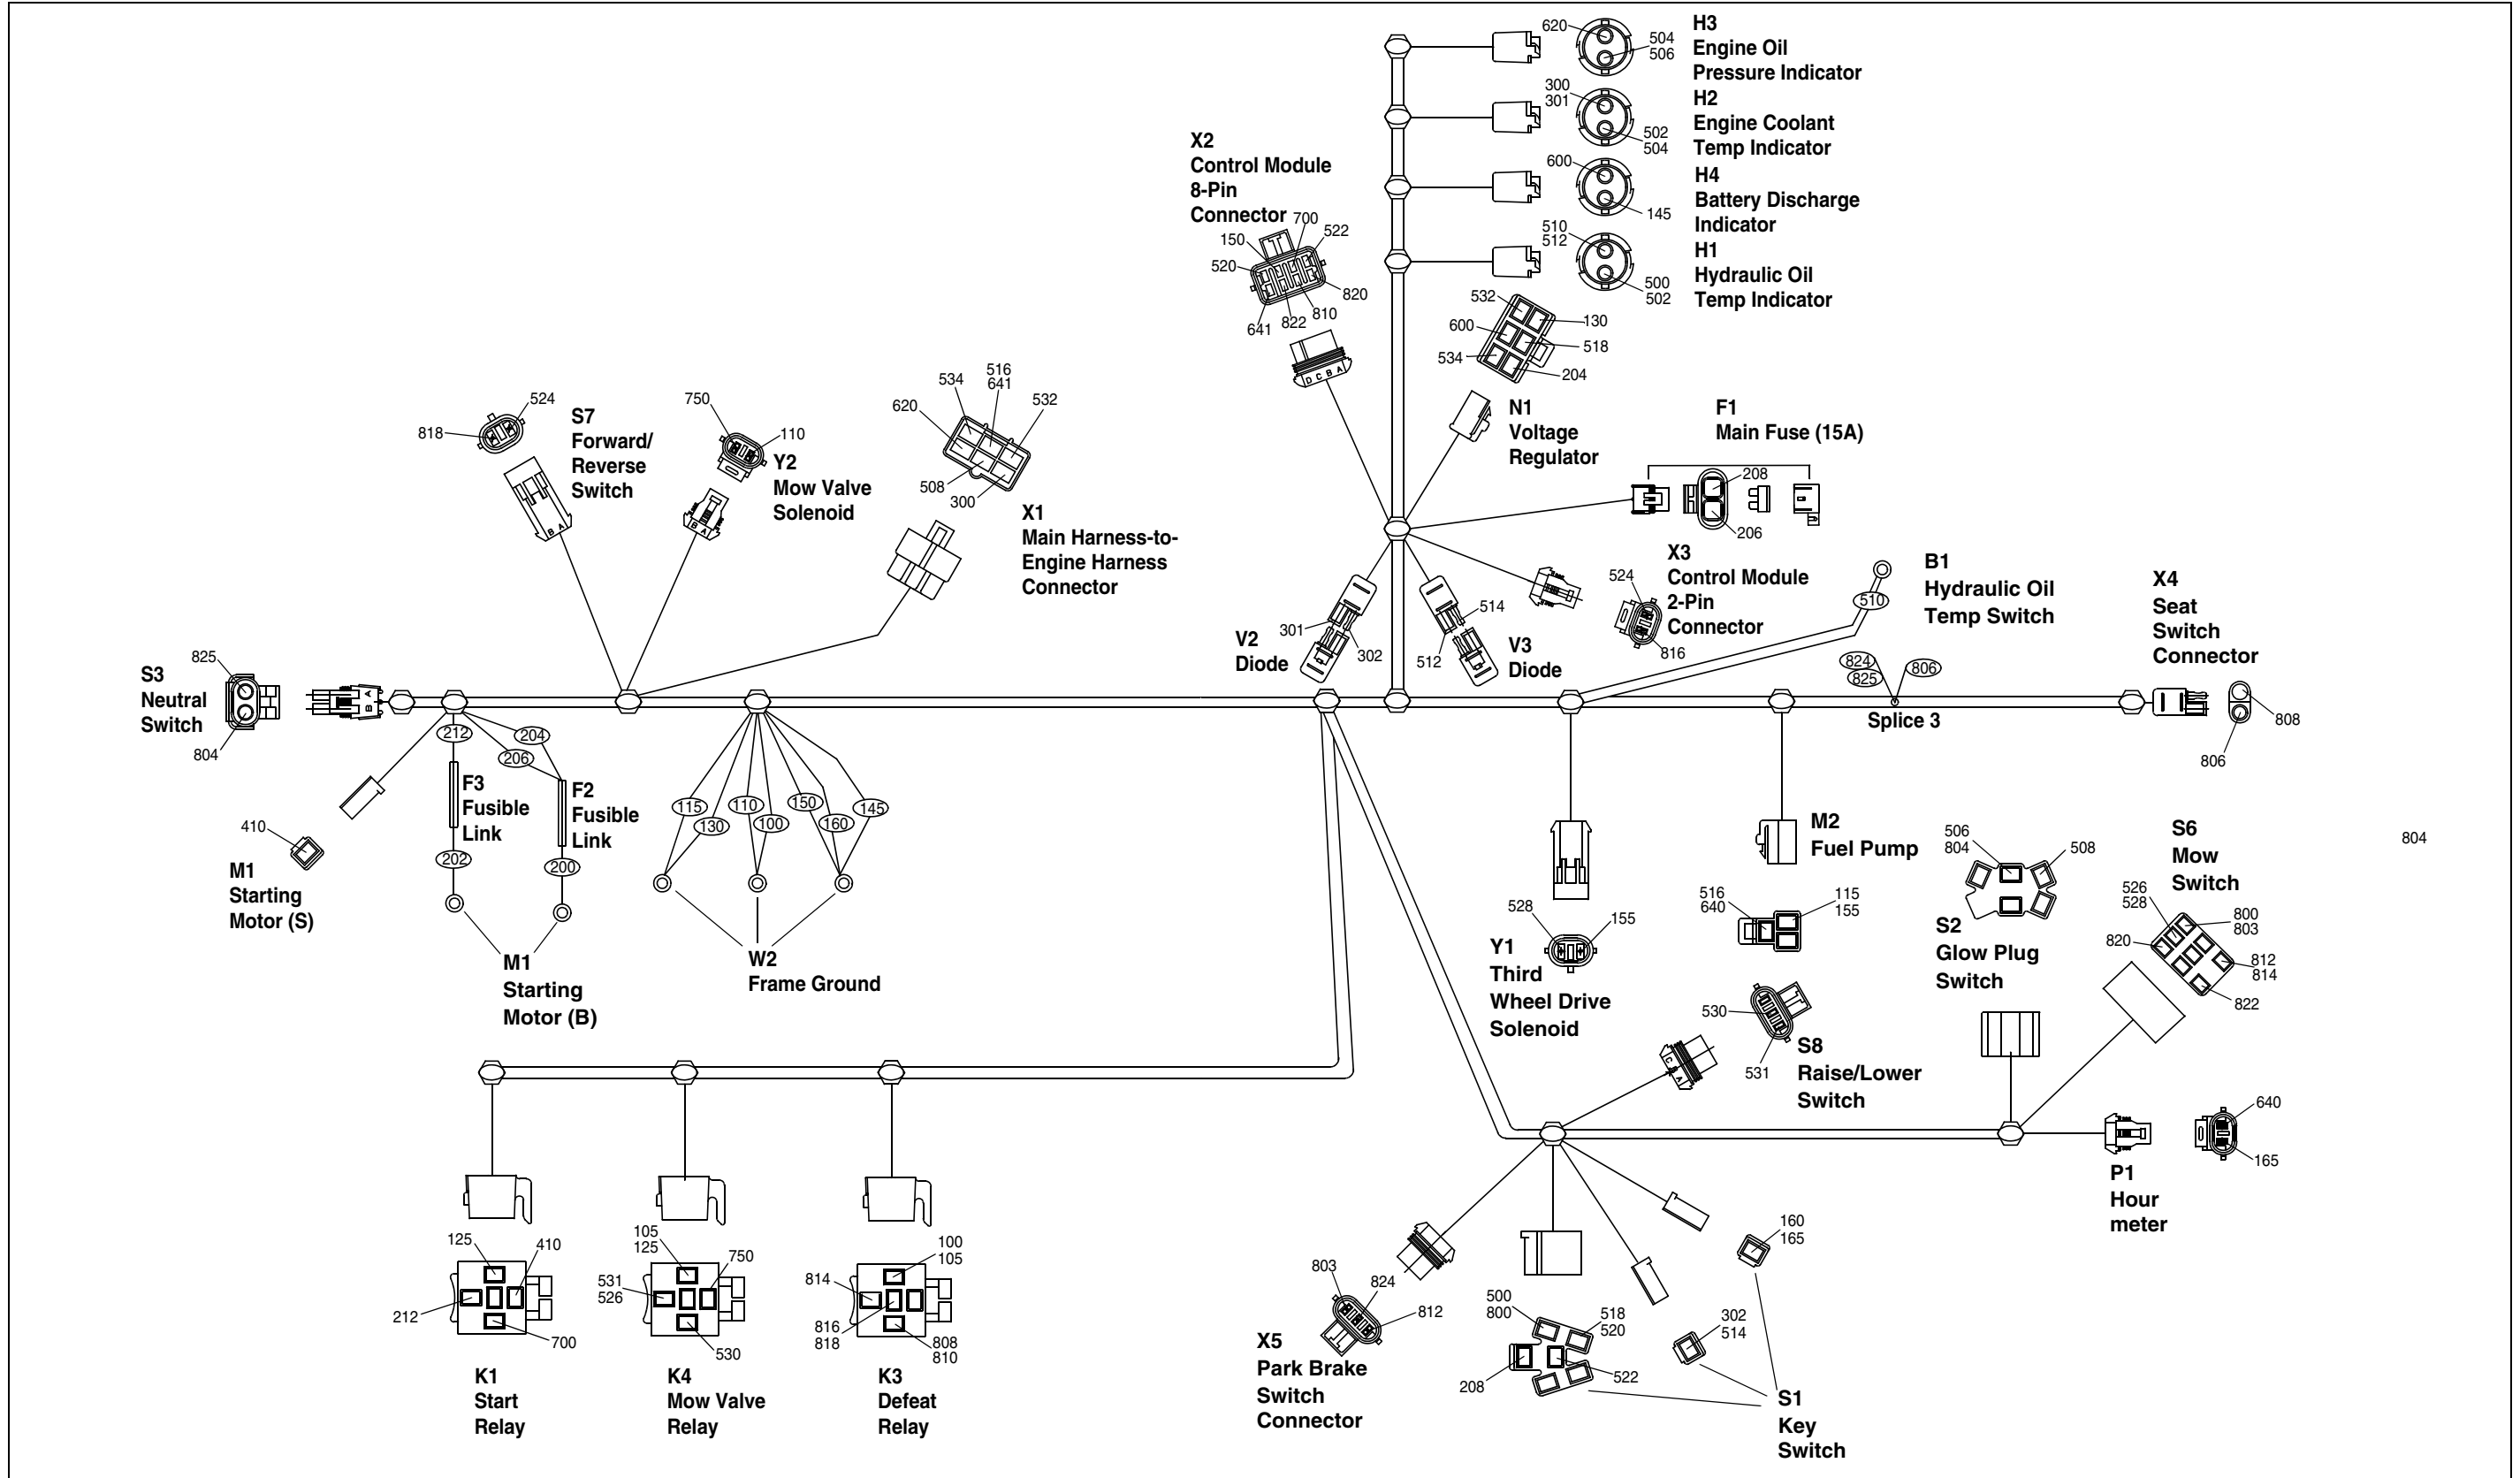 620
504
506
H3
Engine Oil
Pressure Indicator
300
301
502
504
H2
Engine Coolant
Temp Indicator
600
145
H4
Battery Discharge
Indicator
510
512
500
502
H1
Hydraulic Oil
Temp Indicator
X2
Control Module
8-Pin
Connector
700
150
522
520
820
810
822
641
D C B A
532
130
600
518
534
204
N1
Voltage
Regulator
F1
Main Fuse (15A)
208
206
524
818
S7
Forward/
Reverse
Switch
B A
750
110
Y2
Mow Valve
Solenoid
B A
516
641
534
532
620
508
300
X1
Main Harness-to-
Engine Harness
Connector
X3
Control Module
2-Pin
Connector
524
816
B1
Hydraulic Oil
Temp Switch
510
X4
Seat
Switch
Connector
808
806
V2
Diode
301
302
V3
Diode
514
512
824
825
806
Splice 3
S3
Neutral
Switch
825
804
A
B
212
204
206
F3
Fusible
Link
F2
Fusible
Link
202
200
410
M1
Starting
Motor (S)
M1
Starting
Motor (B)
115
130
110
100
150
160
145
W2
Frame Ground
M2
Fuel Pump
516
640
115
155
528
155
Y1
Third
Wheel Drive
Solenoid
506
804
508
S2
Glow Plug
Switch
S6
Mow
Switch
804
526
528
800
803
820
812
814
822
530
531
S8
Raise/Lower
Switch
C
A
640
165
P1
Hour
meter
125
410
212
700
K1
Start
Relay
105
125
750
531
526
530
K4
Mow Valve
Relay
100
105
814
816
818
808
810
K3
Defeat
Relay
803
824
812
X5
Park Brake
Switch
Connector
500
800
518
520
208
522
160
165
302
514
S1
Key
Switch